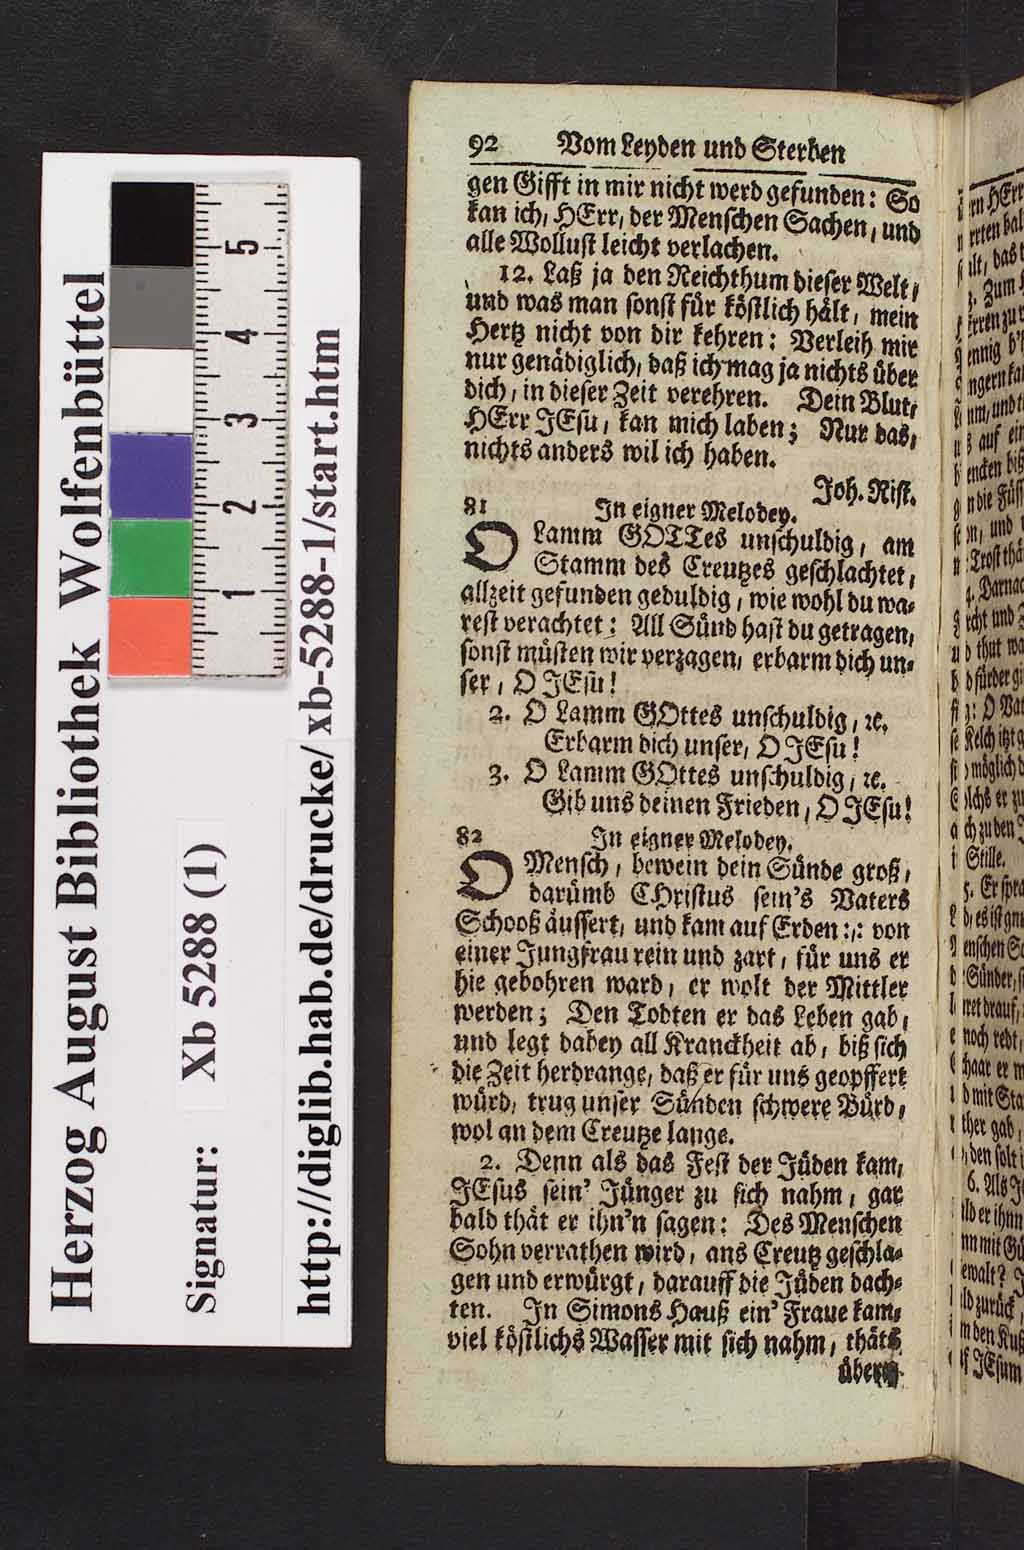 92 Vom Leyden und Sterben
gen Gifft in mir nicht werd gefunden: So
kan ich, HErr, der Menschen Sachen, und
alle Wollust leicht verlachen.
12. Laß ja den Reichthum dieser Welt,
und was man sonst für köstlich hält, mein
Hertz nicht von dir kehren: Verleih mir
nur genädiglich, daß ich mag ja nichts über
dich, in dieser Zeit verehren. Dein Blut,
HErr JEsu, kan mich laben; Nur das,
nichts anders wil ich haben.
Joh. Rist.
81 In eigner Melodey.
O Lamm GOTTes unschuldig, am
Stamm des Creutzes geschlachtet,
allzeit gefunden geduldig, wie wohl du wa-
rest verachtet: All Sünd hast du getragen,
sonst müsten wir verzagen, erbarm dich un-
ser, O JEsu!
2. O Lamm GOttes unschuldig, ꝛc.
Erbarm dich unser, O JEsu!
3. O Lamm GOttes unschuldig, ꝛc.
Gib uns deinen Frieden, O JEsu!
82 In eigner Melodey.
O Mensch, bewein dein Sünde groß,
darümb CHristus sein's Vaters
Schooß äussert, und kam auf Erden:,: von
einer Jungfrau rein und zart, für uns er
hie gebohren ward, er wolt der Mittler
werden; Den Todten er das Leben gab,
und legt dabey all Kranckheit ab, biß sich
die Zeit herdrange, daß er für uns geopffert
würd, trug unser Sünden schwere Bürd,
wol an dem Creutze lange.
2. Denn als das Fest der Jüden kam,
JEsus sein' Jünger zu sich nahm, gar
bald thät er ihn'n sagen: Des Menschen
Sohn verrathen wird, ans Creutz geschla-
gen und erwürgt, darauff die Jüden dach-
ten. In Simons Hauß ein' Fraue kam,
viel köstlichs Wasser mit sich nahm, thäts
übern
Herzog August Bibliothek Wolfenbüttel
Signatur: Xb 5288 (1)
http://diglib.hab.de/drucke/xb-5288-1/start.htm
5
4
3
2
1